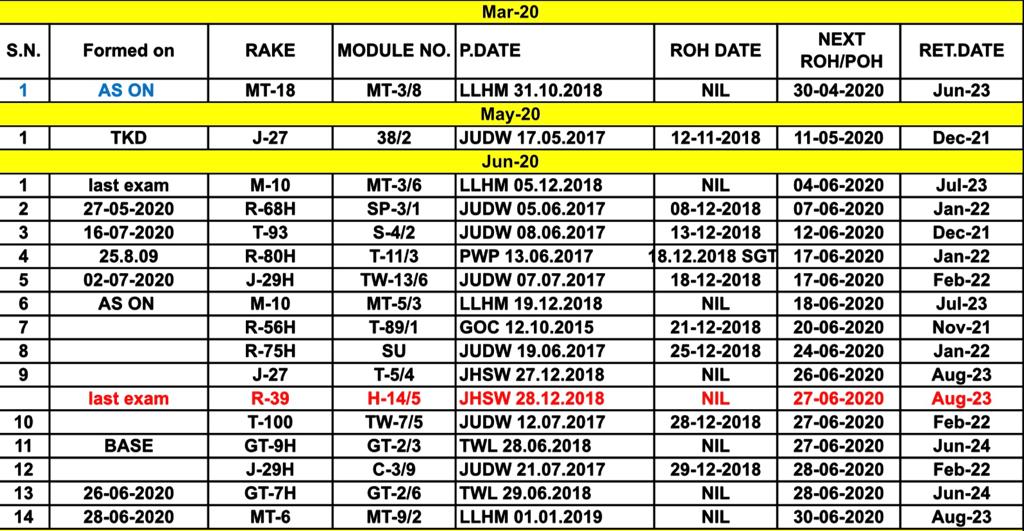 Mar-20
S.N. Formed on RAKE MODULE NO. P.DATE ROH DATE NEXT ROH/POH RET.DATE
1 AS ON MT-18 MT-3/8 LLHM 31.10.2018 NIL 30-04-2020 Jun-23
May-20
1 TKD J-27 38/2 JUDW 17.05.2017 12-11-2018 11-05-2020 Dec-21
Jun-20
1 last exam M-10 MT-3/6 LLHM 05.12.2018 NIL 04-06-2020 Jul-23
2 27-05-2020 R-68H SP-3/1 JUDW 05.06.2017 08-12-2018 07-06-2020 Jan-22
3 16-07-2020 T-93 S-4/2 JUDW 08.06.2017 13-12-2018 12-06-2020 Dec-21
4 25.8.09 R-80H T-11/3 PWP 13.06.2017 18.12.2018 SGT 17-06-2020 Jan-22
5 02-07-2020 J-29H TW-13/6 JUDW 07.07.2017 18-12-2018 17-06-2020 Feb-22
6 AS ON M-10 MT-5/3 LLHM 19.12.2018 NIL 18-06-2020 Jul-23
7 R-56H T-89/1 GOC 12.10.2015 21-12-2018 20-06-2020 Nov-21
8 R-75H SU JUDW 19.06.2017 25-12-2018 24-06-2020 Jan-22
9 J-27 T-5/4 JHSW 27.12.2018 NIL 26-06-2020 Aug-23
last exam R-39 H-14/5 JHSW 28.12.2018 NIL 27-06-2020 Aug-23
10 T-100 TW-7/5 JUDW 12.07.2017 28-12-2018 27-06-2020 Feb-22
11 BASE GT-9H GT-2/3 TWL 28.06.2018 NIL 27-06-2020 Jun-24
12 J-29H C-3/9 JUDW 21.07.2017 29-12-2018 28-06-2020 Feb-22
13 26-06-2020 GT-7H GT-2/6 TWL 29.06.2018 NIL 28-06-2020 Jun-24
14 28-06-2020 MT-6 MT-9/2 LLHM 01.01.2019 NIL 30-06-2020 Aug-23